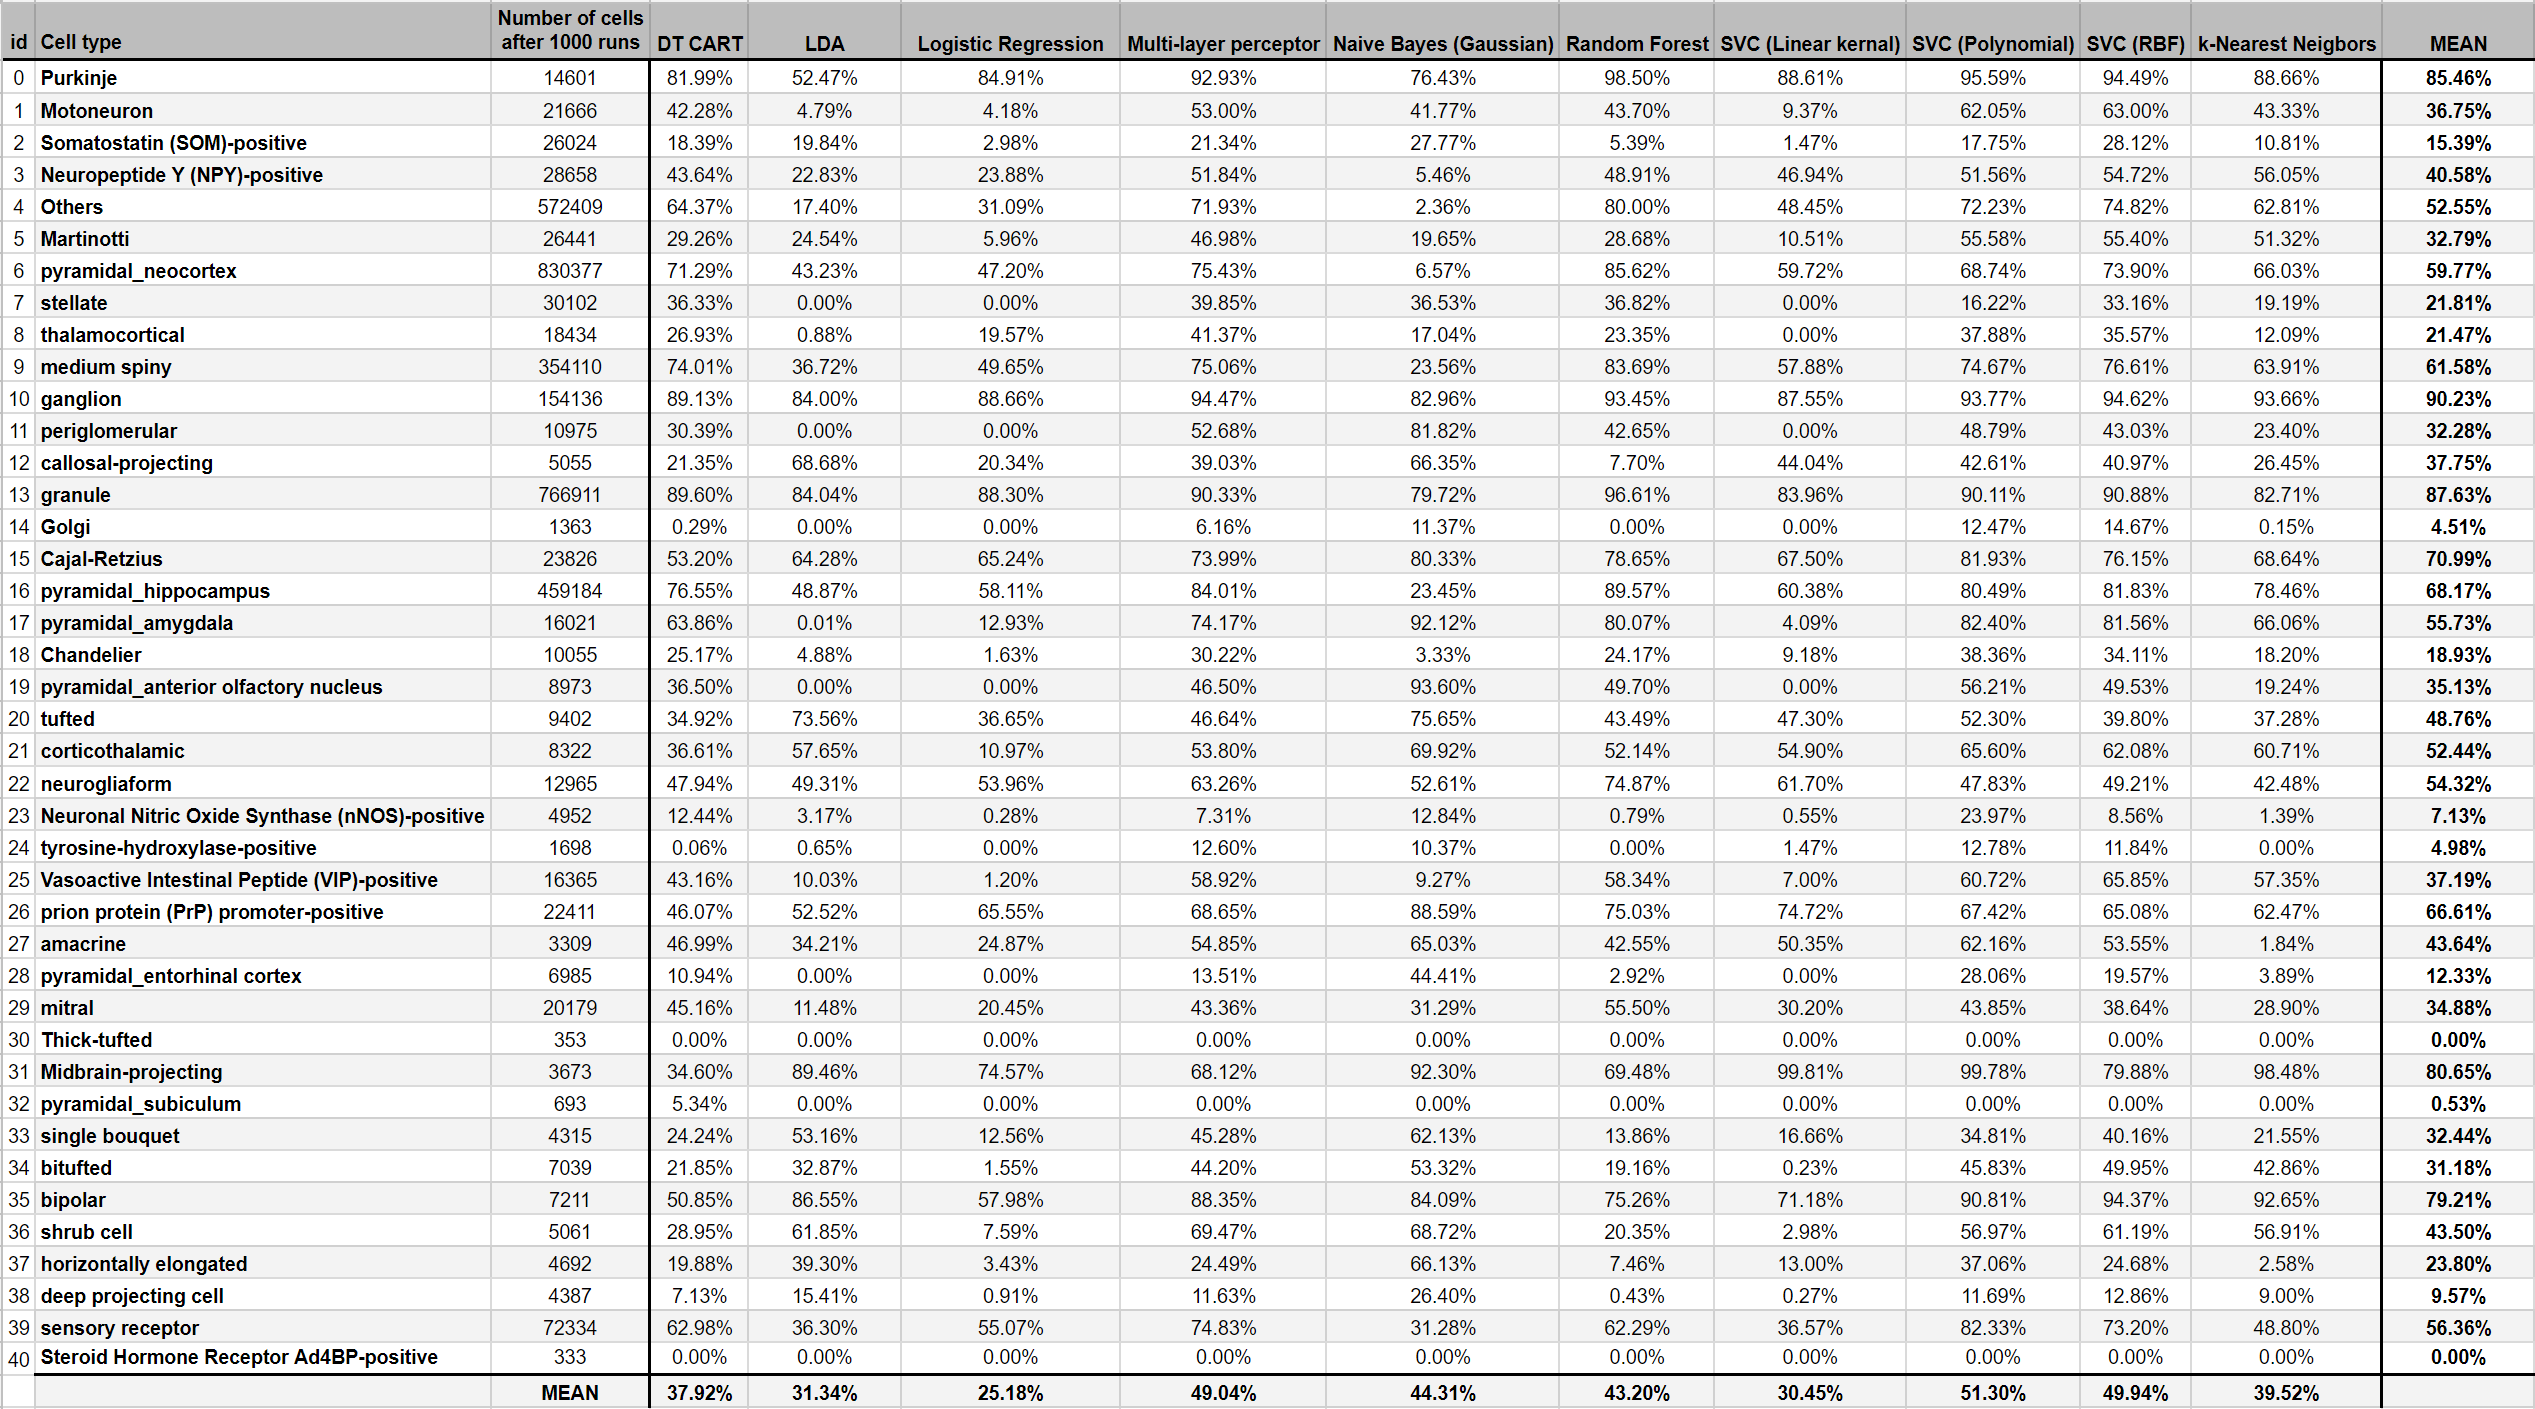 id Cell type Number of cells after 1000 runs DT CART LDA Logistic Regression Multi-layer perceptor Naive Bayes (Gaussian) Random Forest SVC (Linear kernal) SVC (Polynomial) SVC (RBF) k-Nearest Neigbors MEAN
0 Purkinje 14601 81.99% 52.47% 84.91% 92.93% 76.43% 98.50% 88.61% 95.59% 94.49% 88.66% 85.46%
1 Motoneuron 21666 42.28% 4.79% 4.18% 53.00% 41.77% 43.70% 9.37% 62.05% 63.00% 43.33% 36.75%
2 Somatostatin (SOM)-positive 26024 18.39% 19.84% 2.98% 21.34% 27.77% 5.39% 1.47% 17.75% 28.12% 10.81% 15.39%
3 Neuropeptide Y (NPY)-positive 28658 43.64% 22.83% 23.88% 51.84% 5.46% 48.91% 46.94% 51.56% 54.72% 56.05% 40.58%
4 Others 572409 64.37% 17.40% 31.09% 71.93% 2.36% 80.00% 48.45% 72.23% 74.82% 62.81% 52.55%
5 Martinotti 26441 29.26% 24.54% 5.96% 46.98% 19.65% 28.68% 10.51% 55.58% 55.40% 51.32% 32.79%
6 pyramidal_neocortex 830377 71.29% 43.23% 47.20% 75.43% 6.57% 85.62% 59.72% 68.74% 73.90% 66.03% 59.77%
7 stellate 30102 36.33% 0.00% 0.00% 39.85% 36.53% 36.82% 0.00% 16.22% 33.16% 19.19% 21.81%
8 thalamocortical 18434 26.93% 0.88% 19.57% 41.37% 17.04% 23.35% 0.00% 37.88% 35.57% 12.09% 21.47%
9 medium spiny 354110 74.01% 36.72% 49.65% 75.06% 23.56% 83.69% 57.88% 74.67% 76.61% 63.91% 61.58%
10 ganglion 154136 89.13% 84.00% 88.66% 94.47% 82.96% 93.45% 87.55% 93.77% 94.62% 93.66% 90.23%
11 periglomerular 10975 30.39% 0.00% 0.00% 52.68% 81.82% 42.65% 0.00% 48.79% 43.03% 23.40% 32.28%
12 callosal-projecting 5055 21.35% 68.68% 20.34% 39.03% 66.35% 7.70% 44.04% 42.61% 40.97% 26.45% 37.75%
13 granule 766911 89.60% 84.04% 88.30% 90.33% 79.72% 96.61% 83.96% 90.11% 90.88% 82.71% 87.63%
14 Golgi 1363 0.29% 0.00% 0.00% 6.16% 11.37% 0.00% 0.00% 12.47% 14.67% 0.15% 4.51%
15 Cajal-Retzius 23826 53.20% 64.28% 65.24% 73.99% 80.33% 78.65% 67.50% 81.93% 76.15% 68.64% 70.99%
16 pyramidal_hippocampus 459184 76.55% 48.87% 58.11% 84.01% 23.45% 89.57% 60.38% 80.49% 81.83% 78.46% 68.17%
17 pyramidal_amygdala 16021 63.86% 0.01% 12.93% 74.17% 92.12% 80.07% 4.09% 82.40% 81.56% 66.06% 55.73%
18 Chandelier 10055 25.17% 4.88% 1.63% 30.22% 3.33% 24.17% 9.18% 38.36% 34.11% 18.20% 18.93%
19 pyramidal_anterior olfactory nucleus 8973 36.50% 0.00% 0.00% 46.50% 93.60% 49.70% 0.00% 56.21% 49.53% 19.24% 35.13%
20 tufted 9402 34.92% 73.56% 36.65% 46.64% 75.65% 43.49% 47.30% 52.30% 39.80% 37.28% 48.76%
21 corticothalamic 8322 36.61% 57.65% 10.97% 53.80% 69.92% 52.14% 54.90% 65.60% 62.08% 60.71% 52.44%
22 neurogliaform 12965 47.94% 49.31% 53.96% 63.26% 52.61% 74.87% 61.70% 47.83% 49.21% 42.48% 54.32%
23 Neuronal Nitric Oxide Synthase (nNOS)-positive 4952 12.44% 3.17% 0.28% 7.31% 12.84% 0.79% 0.55% 23.97% 8.56% 1.39% 7.13%
24 tyrosine-hydroxylase-positive 1698 0.06% 0.65% 0.00% 12.60% 10.37% 0.00% 1.47% 12.78% 11.84% 0.00% 4.98%
25 Vasoactive Intestinal Peptide (VIP)-positive 16365 43.16% 10.03% 1.20% 58.92% 9.27% 58.34% 7.00% 60.72% 65.85% 57.35% 37.19%
26 prion protein (PrP) promoter-positive 22411 46.07% 52.52% 65.55% 68.65% 88.59% 75.03% 74.72% 67.42% 65.08% 62.47% 66.61%
27 amacrine 3309 46.99% 34.21% 24.87% 54.85% 65.03% 42.55% 50.35% 62.16% 53.55% 1.84% 43.64%
28 pyramidal_entorhinal cortex 6985 10.94% 0.00% 0.00% 13.51% 44.41% 2.92% 0.00% 28.06% 19.57% 3.89% 12.33%
29 mitral 20179 45.16% 11.48% 20.45% 43.36% 31.29% 55.50% 30.20% 43.85% 38.64% 28.90% 34.88%
30 Thick-tufted 353 0.00% 0.00% 0.00% 0.00% 0.00% 0.00% 0.00% 0.00% 0.00% 0.00% 0.00%
31 Midbrain-projecting 3673 34.60% 89.46% 74.57% 68.12% 92.30% 69.48% 99.81% 99.78% 79.88% 98.48% 80.65%
32 pyramidal_subiculum 693 5.34% 0.00% 0.00% 0.00% 0.00% 0.00% 0.00% 0.00% 0.00% 0.00% 0.53%
33 single bouquet 4315 24.24% 53.16% 12.56% 45.28% 62.13% 13.86% 16.66% 34.81% 40.16% 21.55% 32.44%
34 bitufted 7039 21.85% 32.87% 1.55% 44.20% 53.32% 19.16% 0.23% 45.83% 49.95% 42.86% 31.18%
35 bipolar 7211 50.85% 86.55% 57.98% 88.35% 84.09% 75.26% 71.18% 90.81% 94.37% 92.65% 79.21%
36 shrub cell 5061 28.95% 61.85% 7.59% 69.47% 68.72% 20.35% 2.98% 56.97% 61.19% 56.91% 43.50%
37 horizontally elongated 4692 19.88% 39.30% 3.43% 24.49% 66.13% 7.46% 13.00% 37.06% 24.68% 2.58% 23.80%
38 deep projecting cell 4387 7.13% 15.41% 0.91% 11.63% 26.40% 0.43% 0.27% 11.69% 12.86% 9.00% 9.57%
39 sensory receptor 72334 62.98% 36.30% 55.07% 74.83% 31.28% 62.29% 36.57% 82.33% 73.20% 48.80% 56.36%
40 Steroid Hormone Receptor Ad4BP-positive 333 0.00% 0.00% 0.00% 0.00% 0.00% 0.00% 0.00% 0.00% 0.00% 0.00% 0.00%
MEAN 37.92% 31.34% 25.18% 49.04% 44.31% 43.20% 30.45% 51.30% 49.94% 39.52%